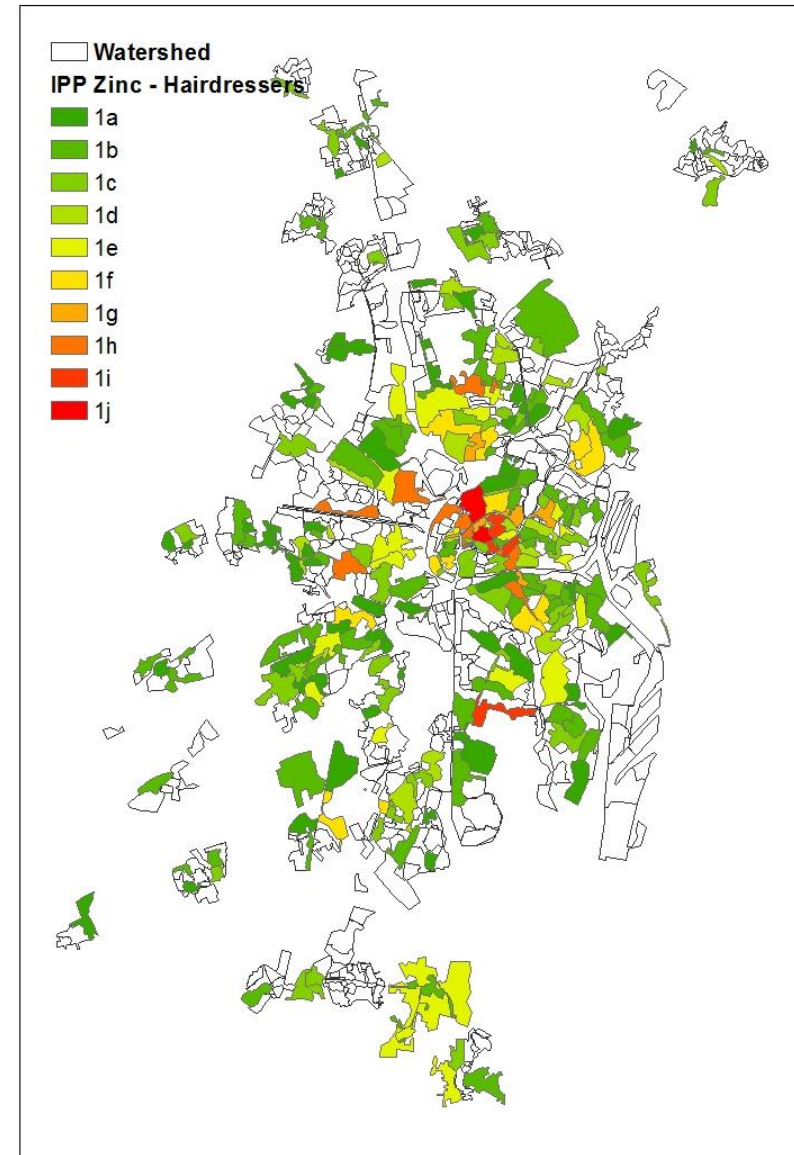 Watershed
IPP Zinc - Hairdressers
1a
1b
1c
1d
1e
1f
1g
1h
1i
1j